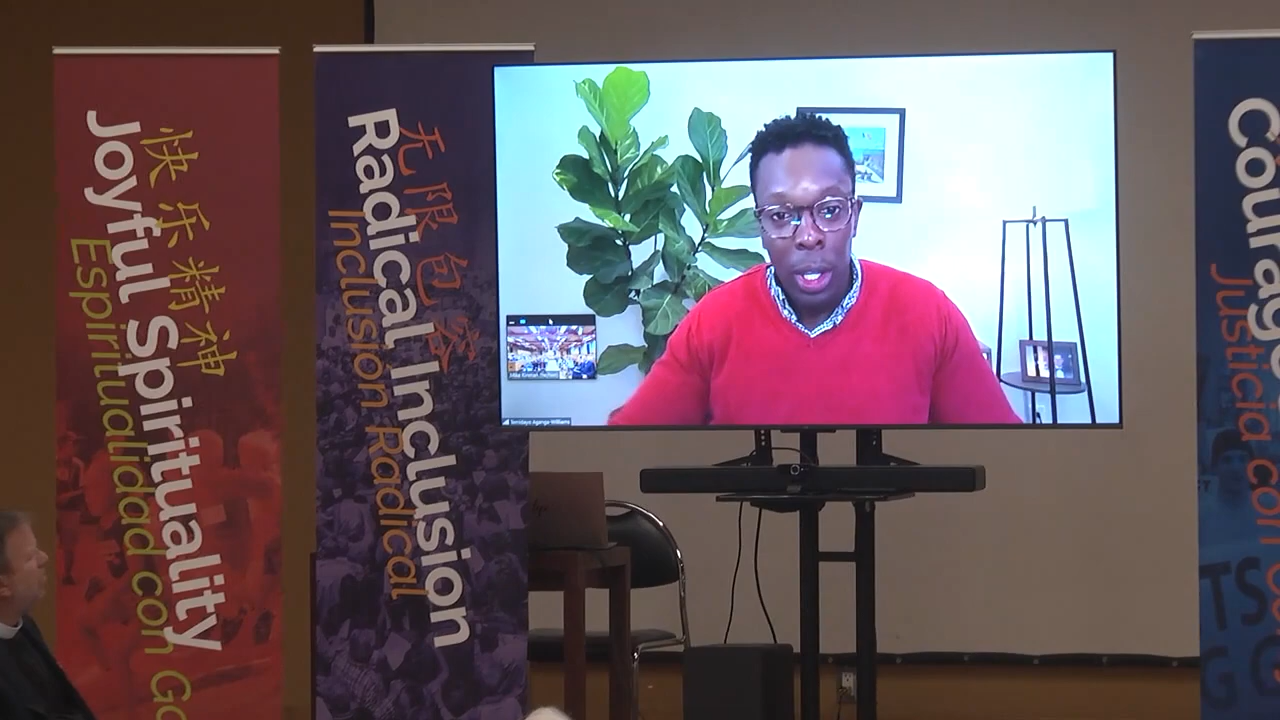 快乐精神
Joyful Spirituality
Espiritualidad con Go
无限包容
Radical Inclusion
Inclusion Radical
Courage
Justicia con